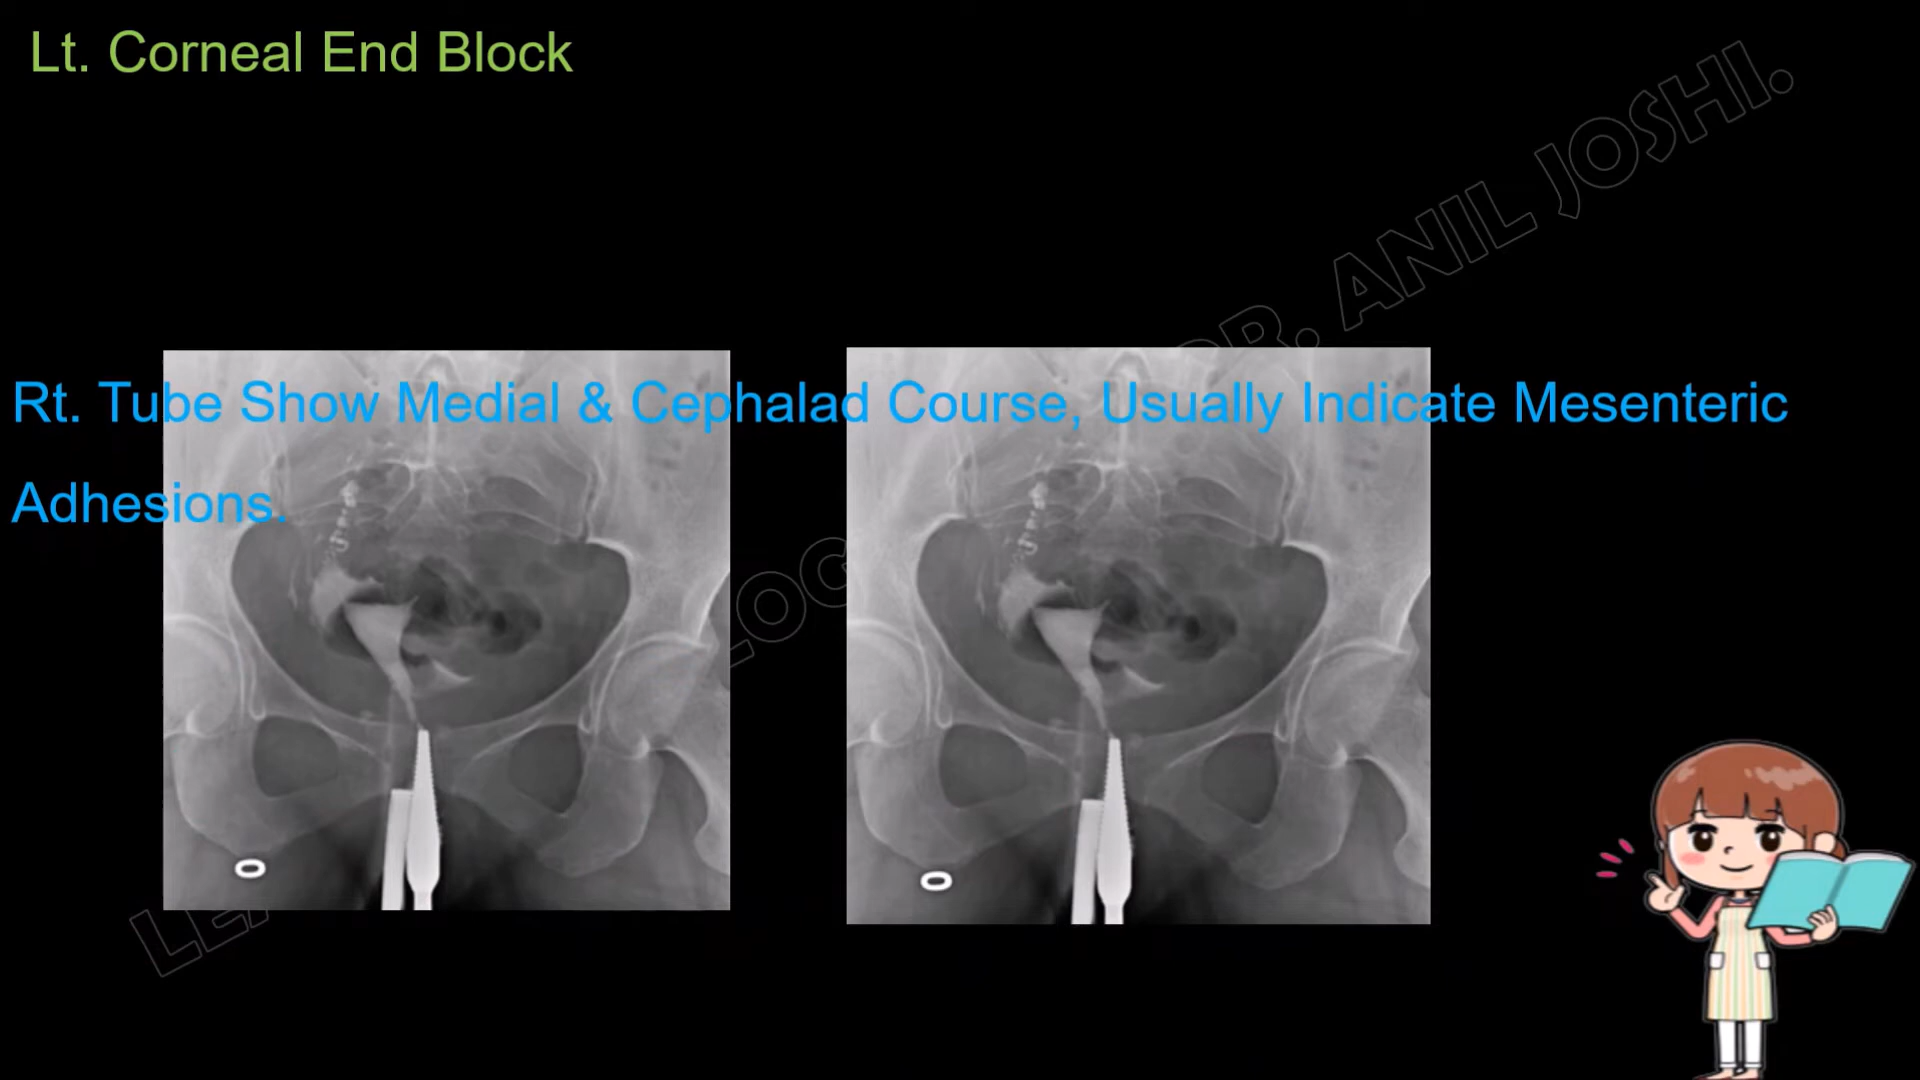 Lt. Corneal End Block
DR. ANIL JOSHI.
Rt. Tube Show Medial & Cephalad Course, Usually Indicate Mesenteric
Adhesions.
O
O